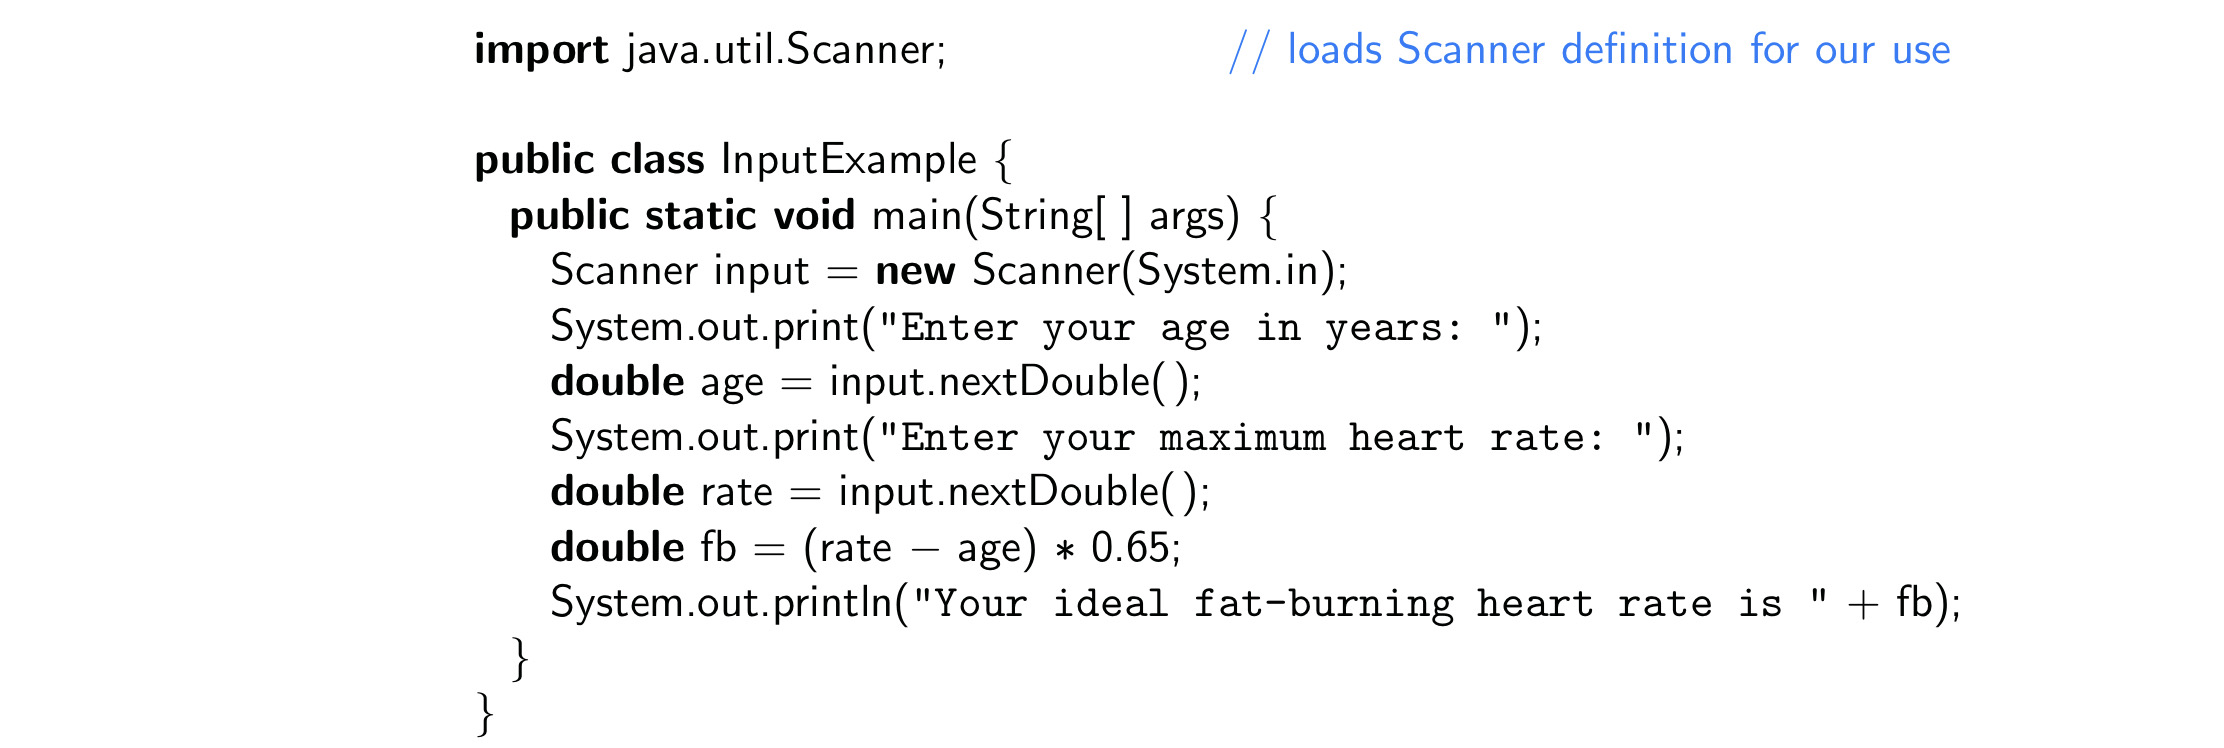 import java.util.Scanner; // loads Scanner definition for our use
public class InputExample {
public static void main(String[ ] args) {
Scanner input = new Scanner(System.in);
System.out.print("Enter your age in years: ");
double age = input.nextDouble( );
System.out.print("Enter your maximum heart rate: ");
double rate = input.nextDouble( );
double fb = (rate − age) * 0.65;
System.out.println("Your ideal fat-burning heart rate is " + fb);
}
}